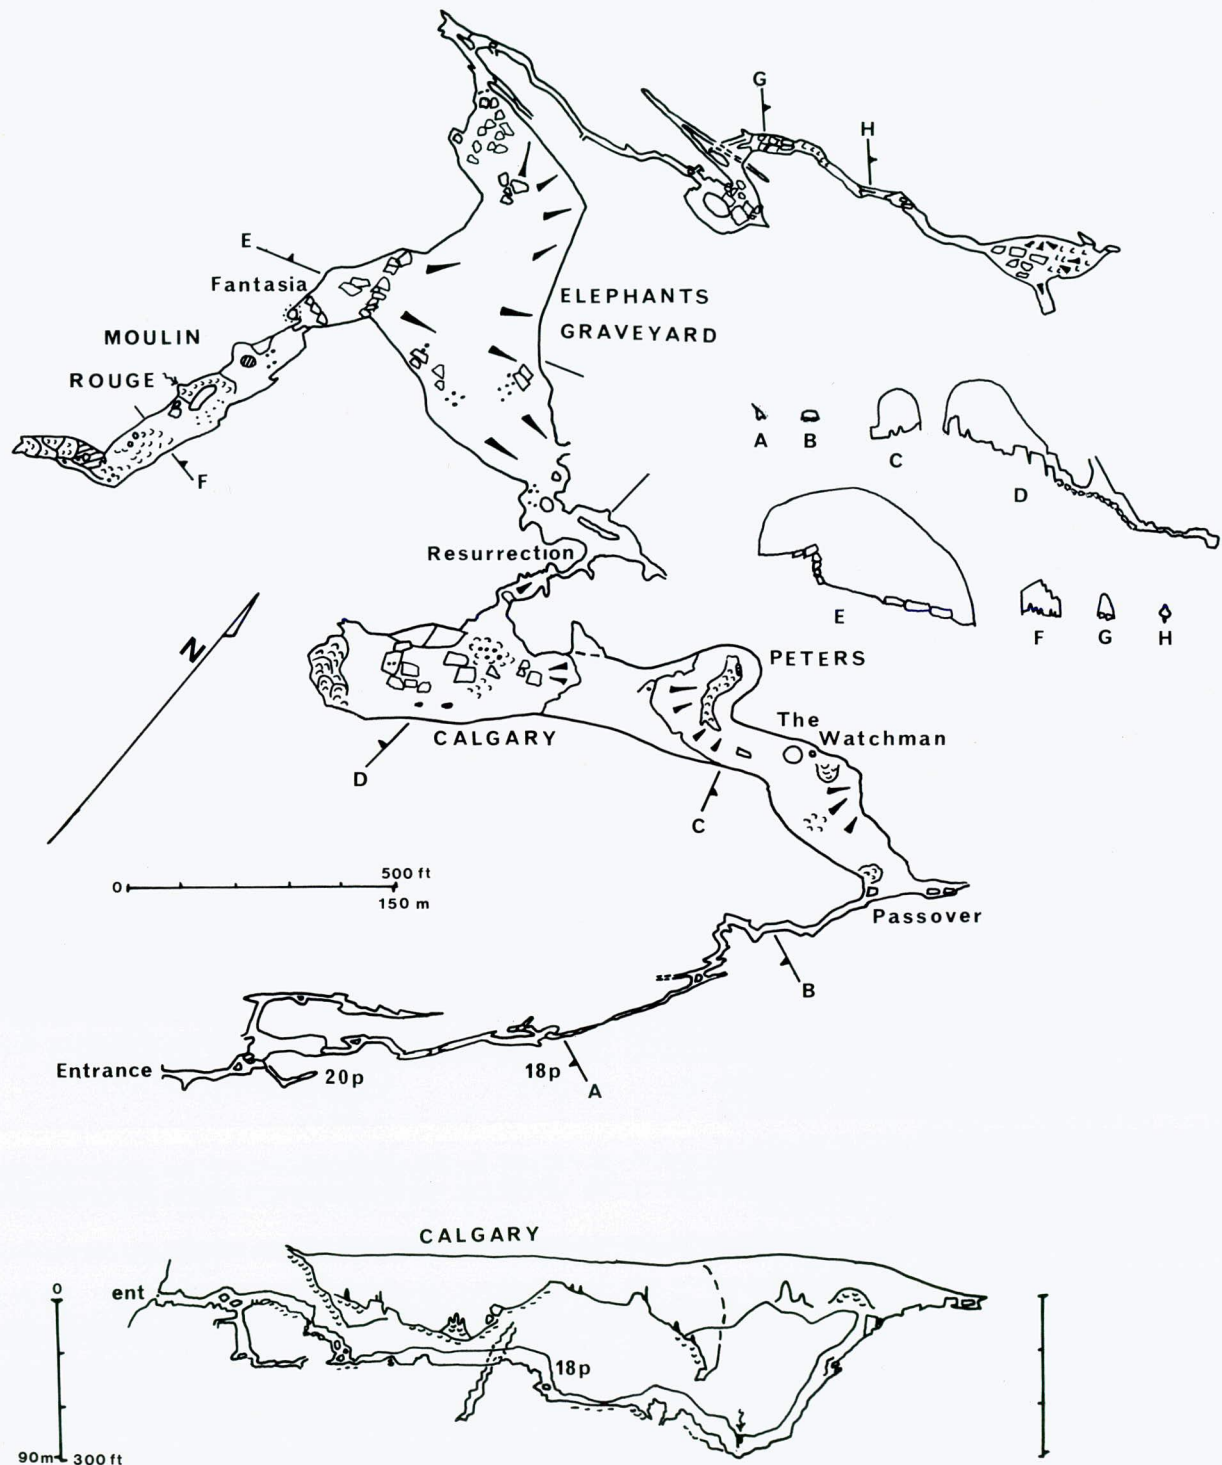 G
H
E
Fantasia
ELEPHANTS
GRAVEYARD
MOULIN
ROUGE
F
A
B
C
D
E
F
G
H
Resurrection
N
PETERS
The
Watchman
CALGARY
D
C
0
500 ft
150 m
Passover
B
Entrance
20p
18p
A
CALGARY
0
ent
18p
90m
300 ft